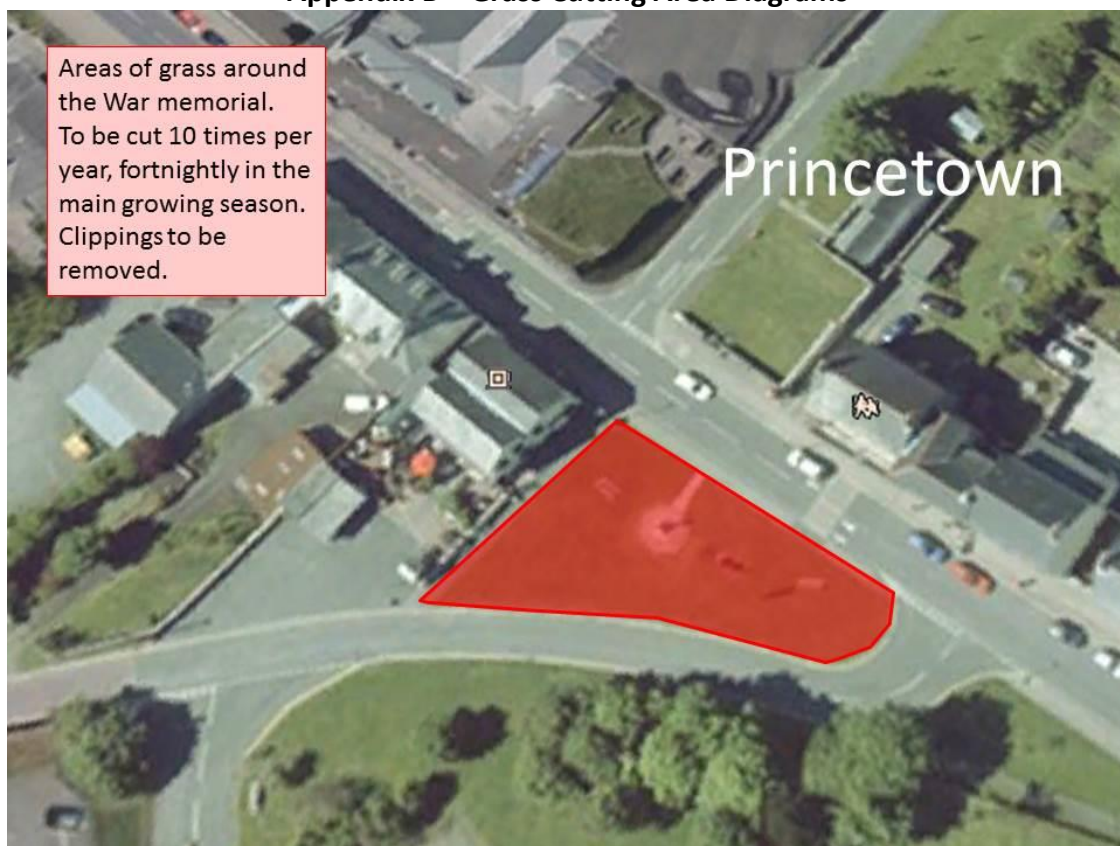 Areas of grass around
the War memorial.
To be cut 10 times per
year, fortnightly in the
main growing season.
Clippings to be
removed.
Princetown